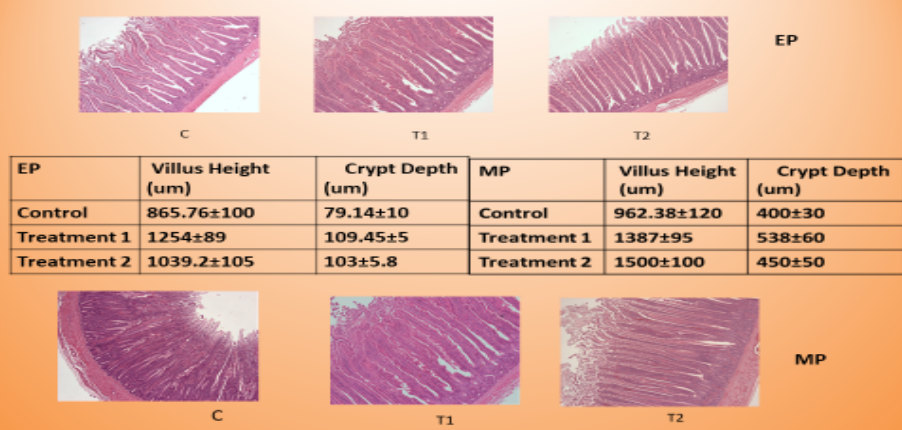 EP
C T1 T2
EP Villus Height (um) Crypt Depth (um) MP Villus Height (um) Crypt Depth (um)
Control 865.76±100 79.14±10 Control 962.38±120 400±30
Treatment 1 1254±89 109.45±5 Treatment 1 1387±95 538±60
Treatment 2 1039.2±105 103±5.8 Treatment 2 1500±100 450±50
MP
C T1 T2